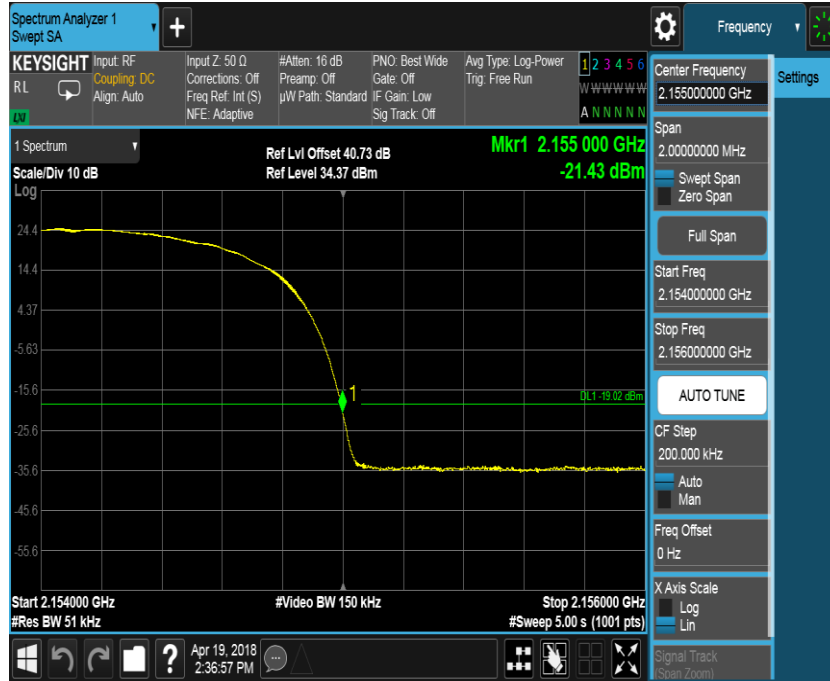 Spectrum Analyzer 1
Swept SA
+
Frequency
KEYSIGHT
RL
LXI
Input: RF
Coupling: DC
Align: Auto
Input Z: 50 Ω
Corrections: Off
Freq Ref: Int (S)
NFE: Adaptive
#Atten: 16 dB
Preamp: Off
µW Path: Standard
PNO: Best Wide
Gate: Off
IF Gain: Low
Sig Track: Off
Avg Type: Log-Power
Trig: Free Run
1 2 3 4 5 6
W W W W W W
A N N N N N
Center Frequency
2.155000000 GHz
Settings
1 Spectrum
Scale/Div 10 dB
Log
Ref Lvl Offset 40.73 dB
Ref Level 34.37 dBm
Mkr1 2.155 000 GHz
-21.43 dBm
Span
2.00000000 MHz
Swept Span
Zero Span
Full Span
Start Freq
2.154000000 GHz
Stop Freq
2.156000000 GHz
AUTO TUNE
CF Step
200.000 kHz
Auto
Man
Freq Offset
0 Hz
X Axis Scale
Log
Lin
Signal Track
(Span Zoom)
24.4
14.4
4.37
-5.63
-15.6
-25.6
-35.6
-45.6
-55.6
1
DL1 -19.02 dBm
Start 2.154000 GHz
#Res BW 51 kHz
#Video BW 150 kHz
Stop 2.156000 GHz
#Sweep 5.00 s (1001 pts)
?
Apr 19, 2018
2:36:57 PM